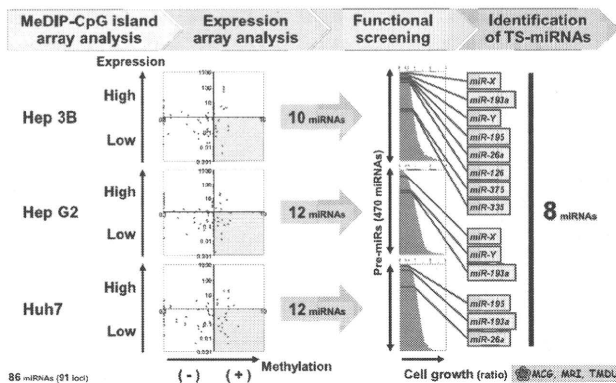 MeDIP-CpG island
array analysis
Expression
array analysis
Functional
screening
Identification
of TS-miRNAs
Expression
Hep 3B
High
Low
10 miRNAs
Hep G2
High
Low
12 miRNAs
Huh7
High
Low
12 miRNAs
Pre-miRs (470 miRNAs)
miR-X
miR-193a
miR-Y
miR-195
miR-26a
miR-126
miR-375
miR-335
miR-X
miR-Y
miR-193a
miR-195
miR-193a
miR-26a
8 miRNAs
86 miRNAs (91 loci)
(-) (+)
Methylation
Cell growth (ratio)
MCG, MRI, TMDU